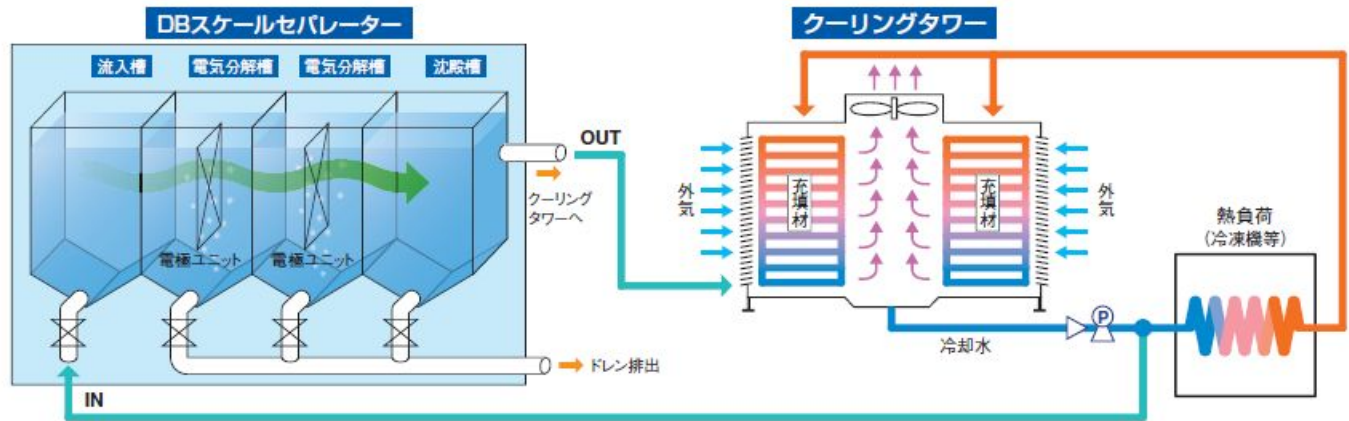 DBスケールセパレーター
流入槽
電気分解槽
電気分解槽
沈殿槽
電極ユニット
電極ユニット
OUT
クーリング
タワーへ
ドレン排出
IN
クーリングタワー
外気
充填材
充填材
外気
冷却水
P
熱負荷
(冷凍機等)